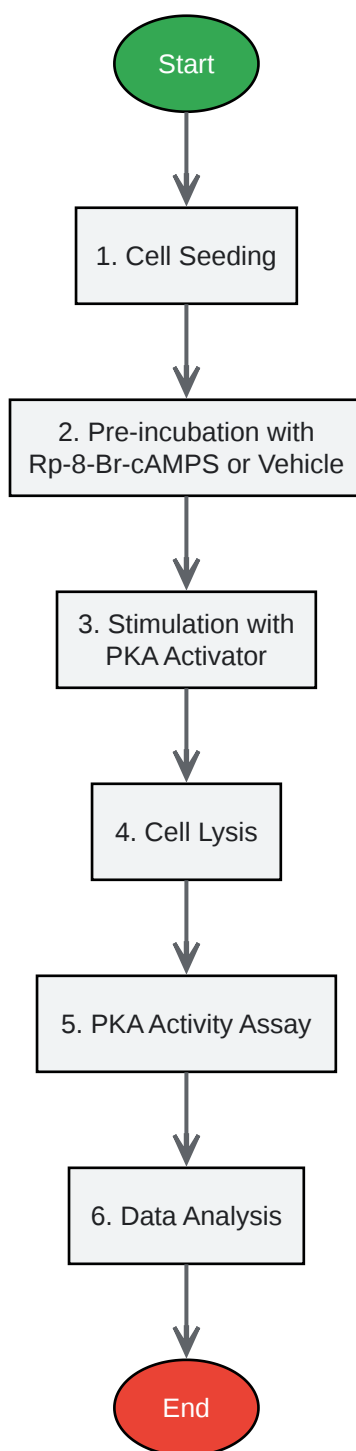 Start
1. Cell Seeding
2. Pre-incubation with
Rp-8-Br-cAMPS or Vehicle
3. Stimulation with
PKA Activator
4. Cell Lysis
5. PKA Activity Assay
6. Data Analysis
End